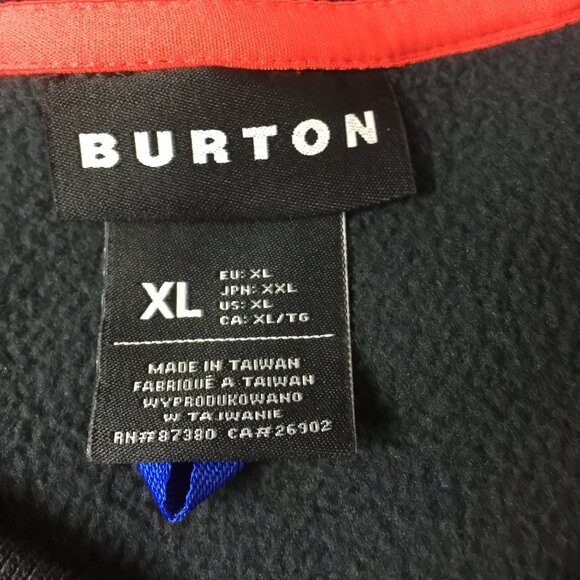 BURTON
XL
EU: XL
JPN: XXL
US: XL
CA: XL/TG
MADE IN TAIWAN
FABRIQUÉ A TAIWAN
WYPRODUKOWANO
W TAJWANIE
RN#87380 CA#26902